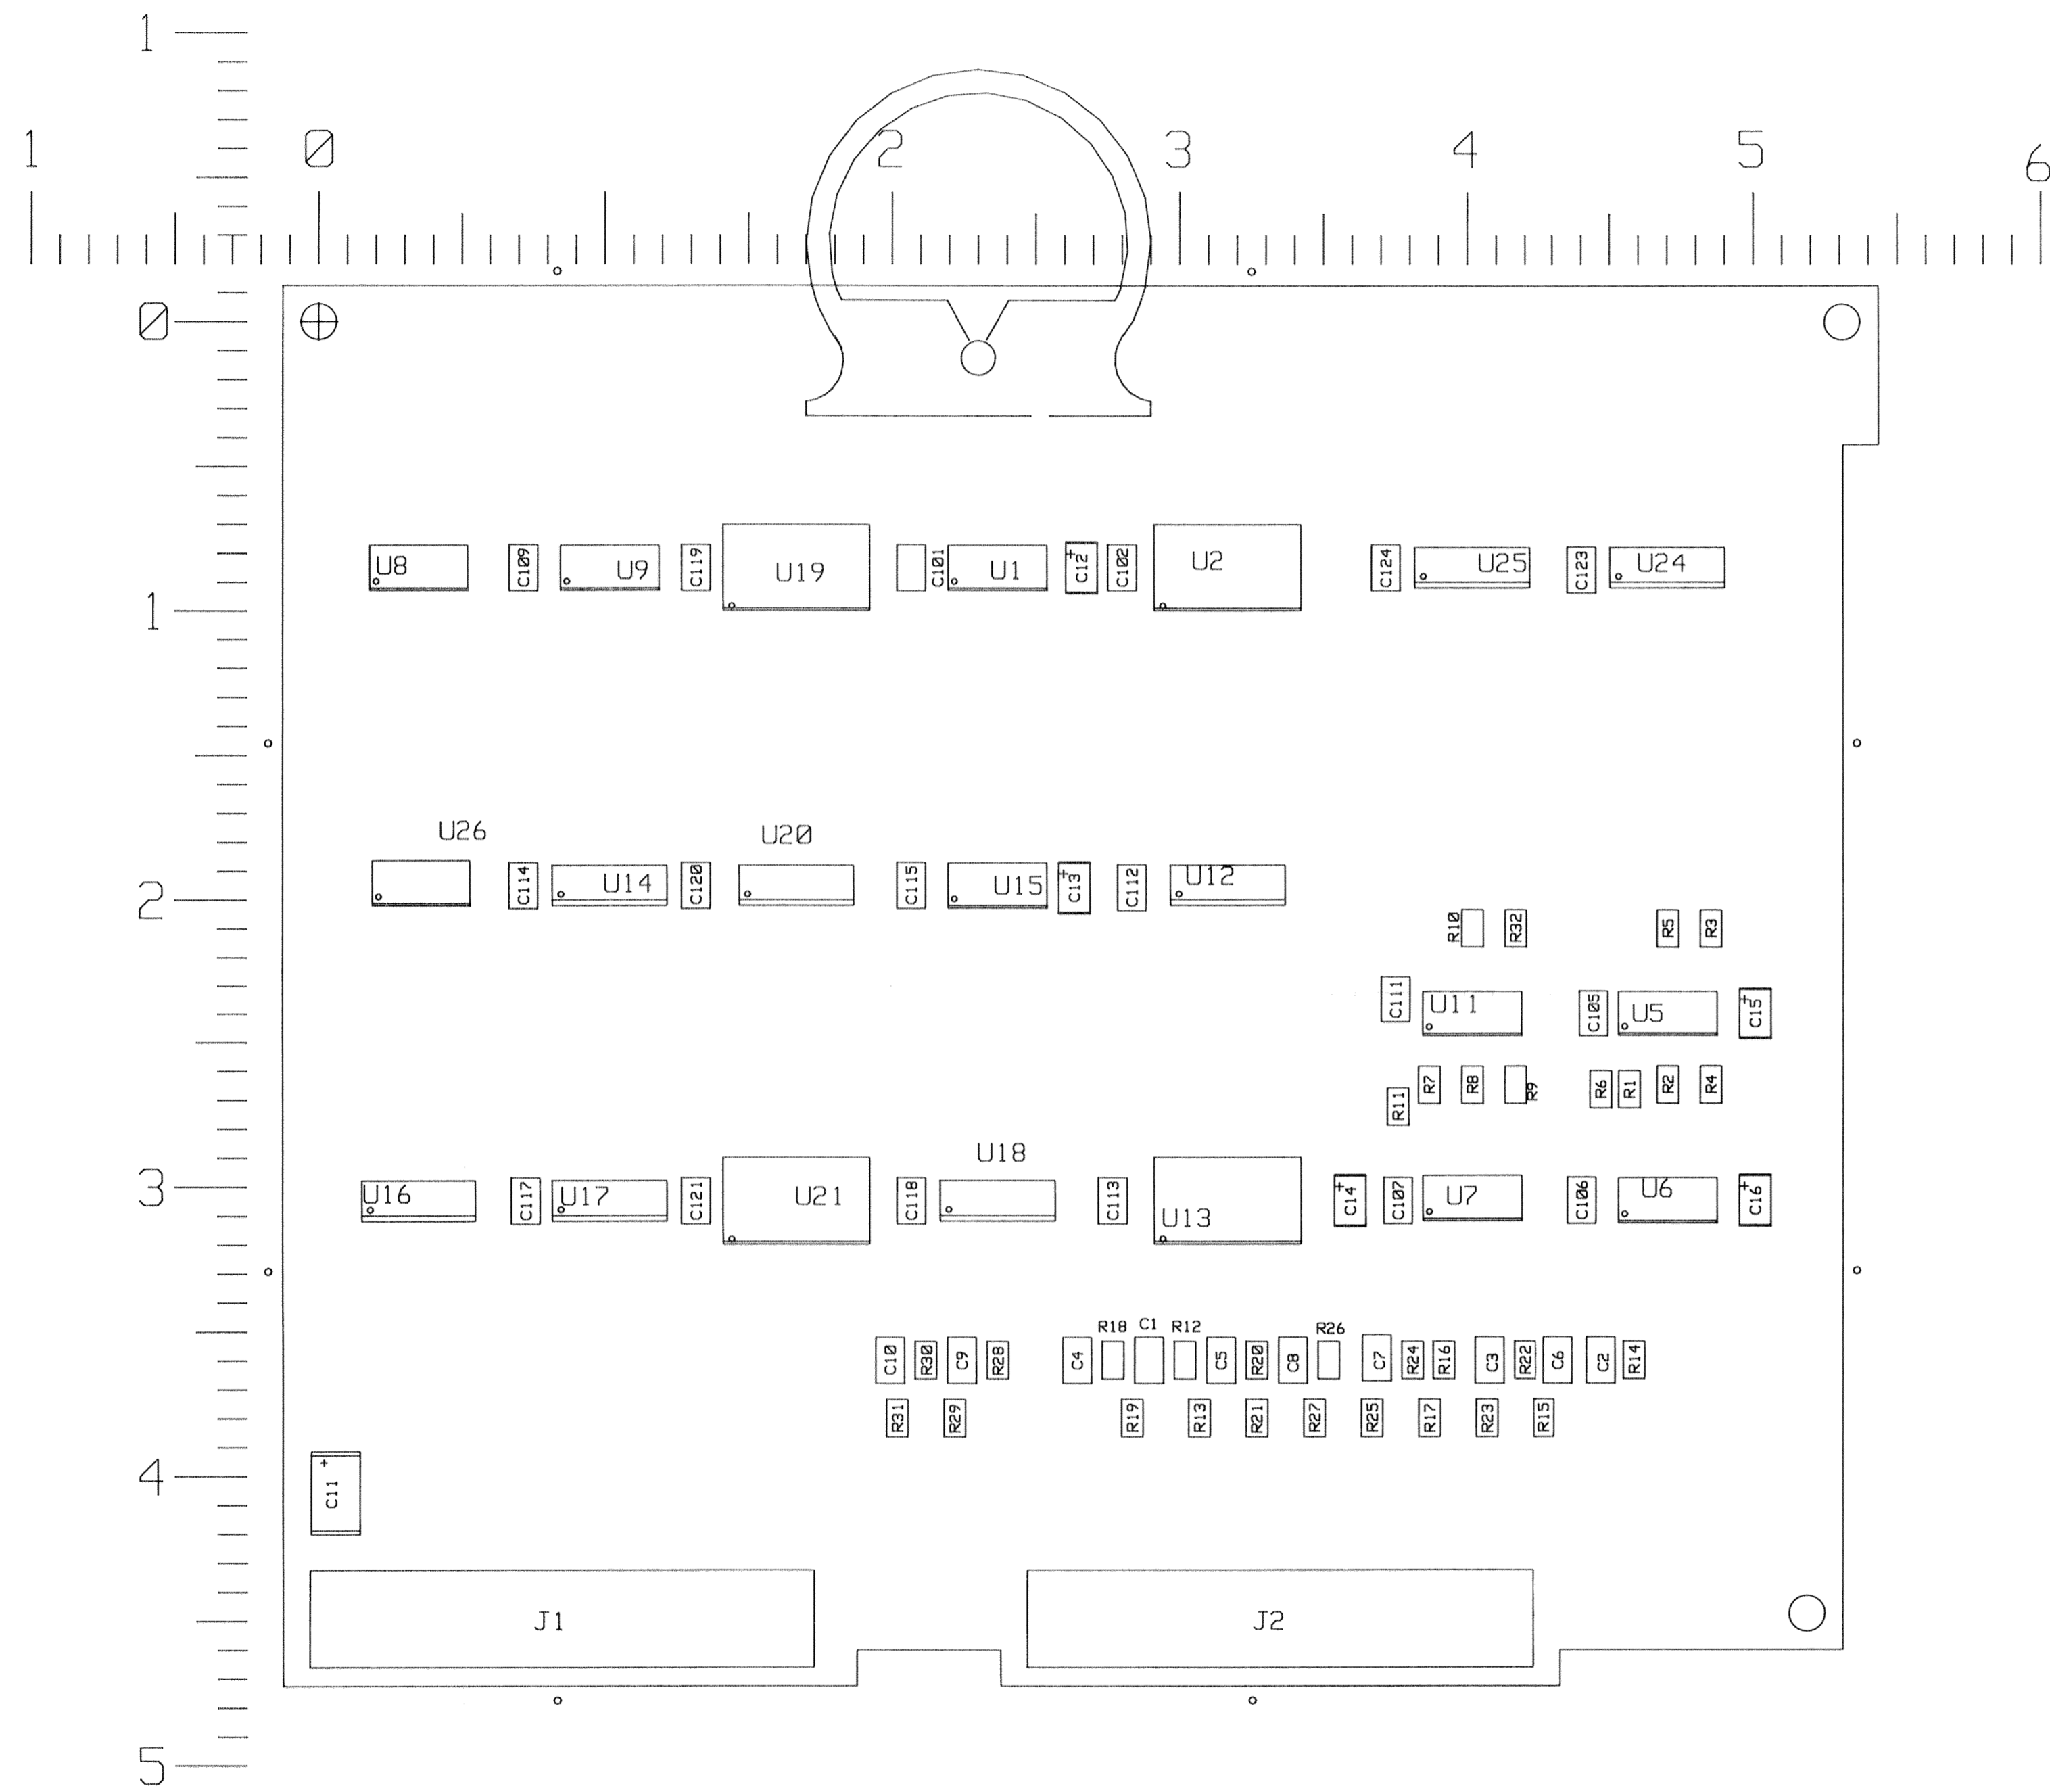 1
1 0 2 3 4 5 6
0
U8 C109 U9 C119 U19 C101 U1 +C12 C102 U2 C124 U25 C123 U24
1
U26 U20
2 C114 U14 C120 C115 U15 +C13 C112 U12
R10 R32 R5 R3
C111 U11 C105 U5 +C15
R11 R7 R8 R9 R6 R1 R2 R4
U18
3 U16 C117 U17 C121 U21 C118 C113 U13 +C14 C107 U7 C106 U6 +C16
R18 C1 R12 R26
C10 R30 C9 R28 C4 C5 R20 C8 C7 R24 R16 C3 R22 C6 C2 R14
R31 R29 R19 R13 R21 R27 R25 R17 R23 R15
4 + C11
J1 J2
5